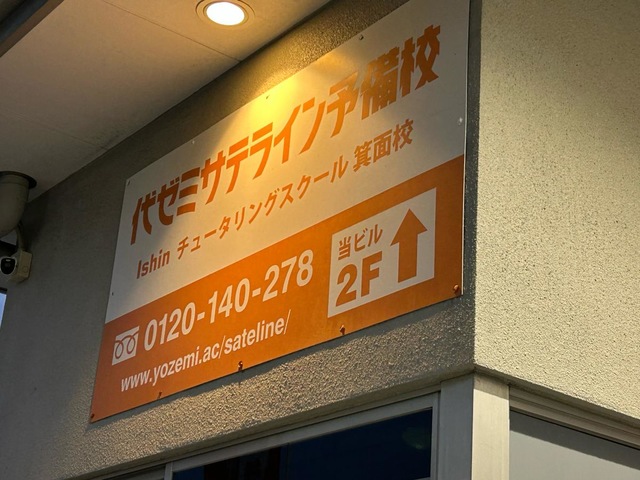 代ゼミサテライン予備校
Ishin チュータリングスクール 箕面校
0120-140-278
www.yozemi.ac/sateline/
当ビル
2F